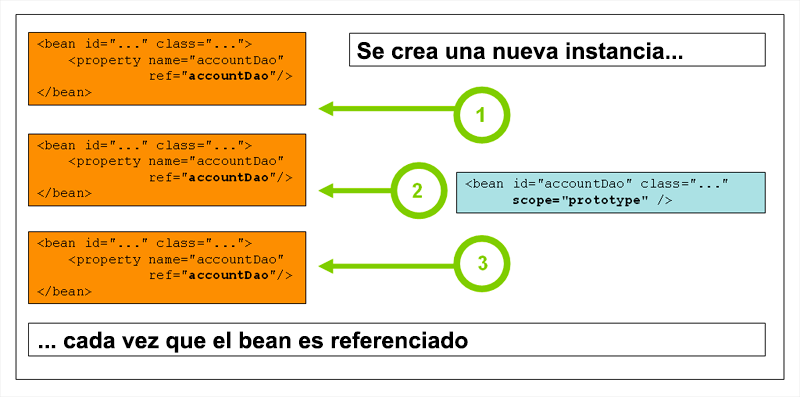 <bean id="..." class="...">
    <property name="accountDao"
              ref="accountDao"/>
</bean>
Se crea una nueva instancia...
1
<bean id="..." class="...">
    <property name="accountDao"
              ref="accountDao"/>
</bean>
2
<bean id="accountDao" class="..."
      scope="prototype" />
<bean id="..." class="...">
    <property name="accountDao"
              ref="accountDao"/>
</bean>
3
... cada vez que el bean es referenciado